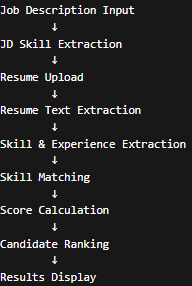 Job Description Input
↓
JD Skill Extraction
↓
Resume Upload
↓
Resume Text Extraction
↓
Skill & Experience Extraction
↓
Skill Matching
↓
Score Calculation
↓
Candidate Ranking
↓
Results Display